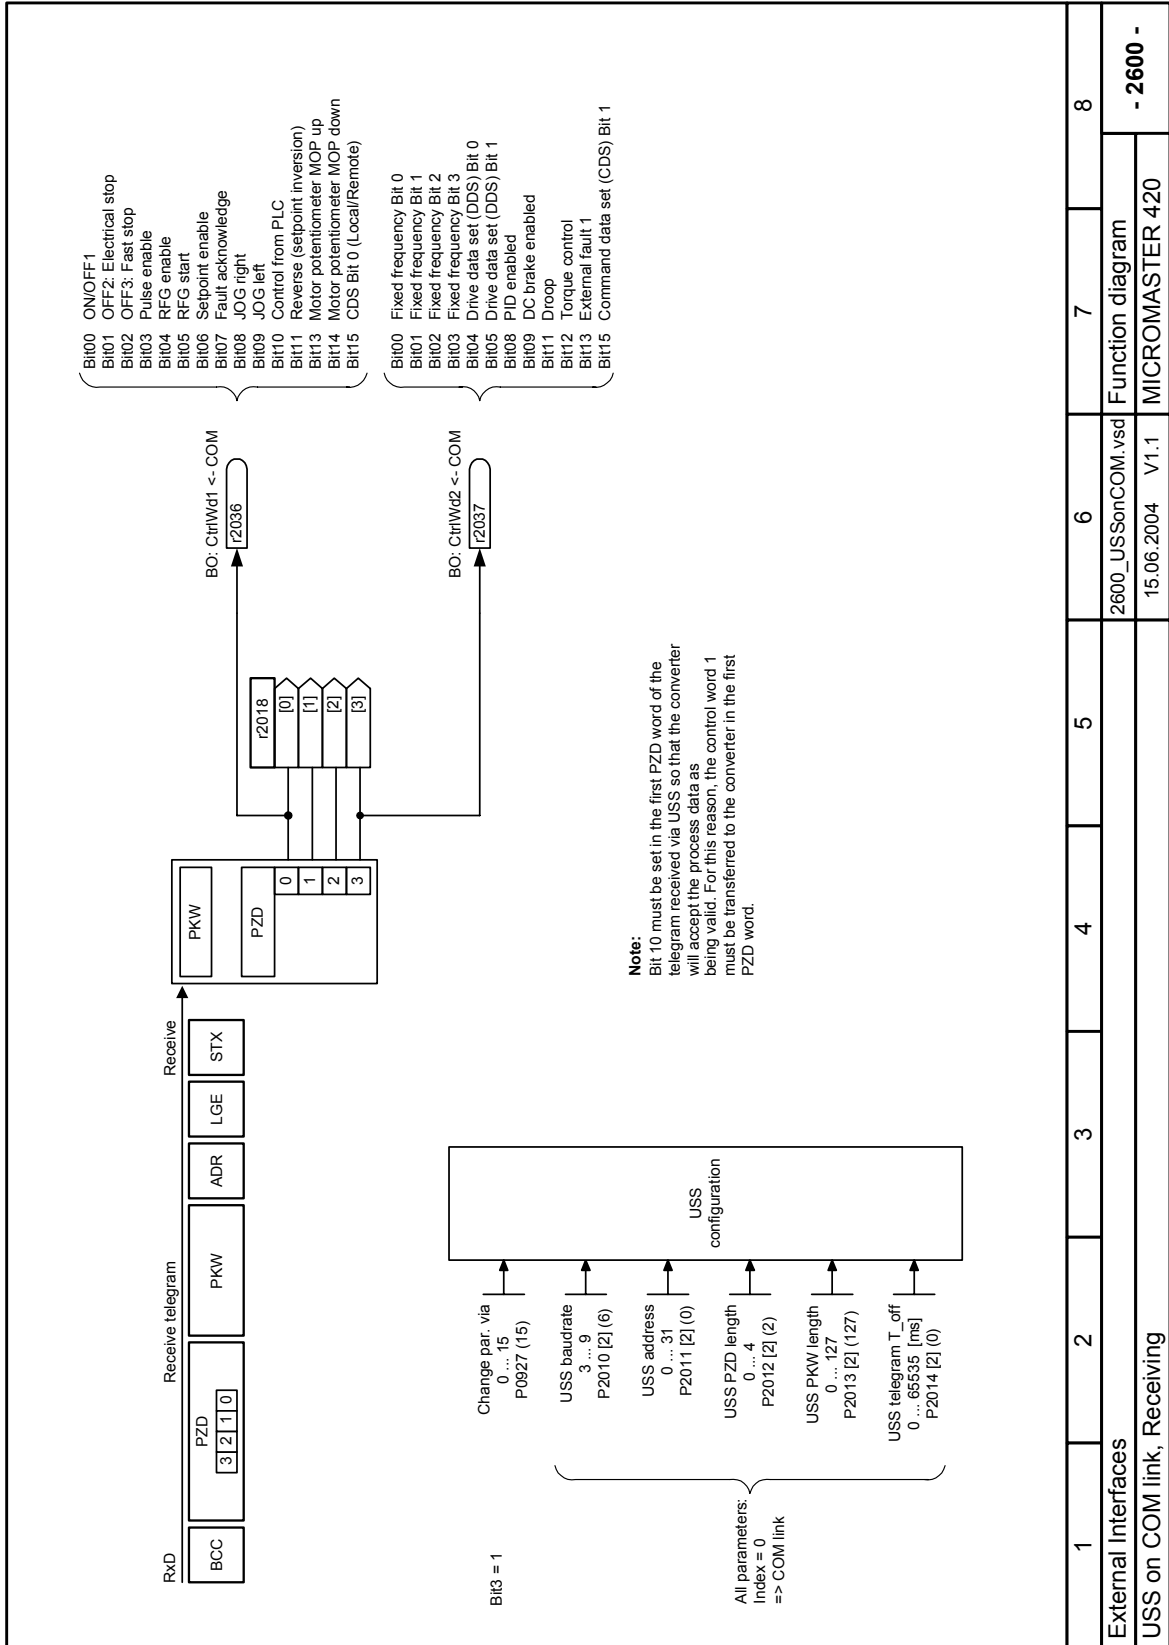 RxD
Receive telegram
Receive
BCC
PZD
3 2 1 0
PKW
ADR
LGE
STX
PKW
PZD
0
1
2
3
r2018
[0]
[1]
[2]
[3]
BO: CtrlWd1 <- COM
r2036
BO: CtrlWd2 <- COM
r2037
Bit00 ON/OFF1
Bit01 OFF2: Electrical stop
Bit02 OFF3: Fast stop
Bit03 Pulse enable
Bit04 RFG enable
Bit05 RFG start
Bit06 Setpoint enable
Bit07 Fault acknowledge
Bit08 JOG right
Bit09 JOG left
Bit10 Control from PLC
Bit11 Reverse (setpoint inversion)
Bit13 Motor potentiometer MOP up
Bit14 Motor potentiometer MOP down
Bit15 CDS Bit 0 (Local/Remote)
Bit00 Fixed frequency Bit 0
Bit01 Fixed frequency Bit 1
Bit02 Fixed frequency Bit 2
Bit03 Fixed frequency Bit 3
Bit04 Drive data set (DDS) Bit 0
Bit05 Drive data set (DDS) Bit 1
Bit08 PID enabled
Bit09 DC brake enabled
Bit11 Droop
Bit12 Torque control
Bit13 External fault 1
Bit15 Command data set (CDS) Bit 1
Bit3 = 1
All parameters:
Index = 0
=> COM link
Change par. via
0 ... 15
P0927 (15)
USS baudrate
3 ... 9
P2010 [2] (6)
USS address
0 ... 31
P2011 [2] (0)
USS PZD length
0 ... 4
P2012 [2] (2)
USS PKW length
0 ... 127
P2013 [2] (127)
USS telegram T_off
0 ... 65535 [ms]
P2014 [2] (0)
USS
configuration
Note:
Bit 10 must be set in the first PZD word of the
telegram received via USS so that the converter
will accept the process data as
being valid. For this reason, the control word 1
must be transferred to the converter in the first
PZD word.
1 2 3 4 5 6 7 8
External Interfaces
2600_USSonCOM.vsd
Function diagram
- 2600 -
USS on COM link, Receiving
15.06.2004 V1.1
MICROMASTER 420